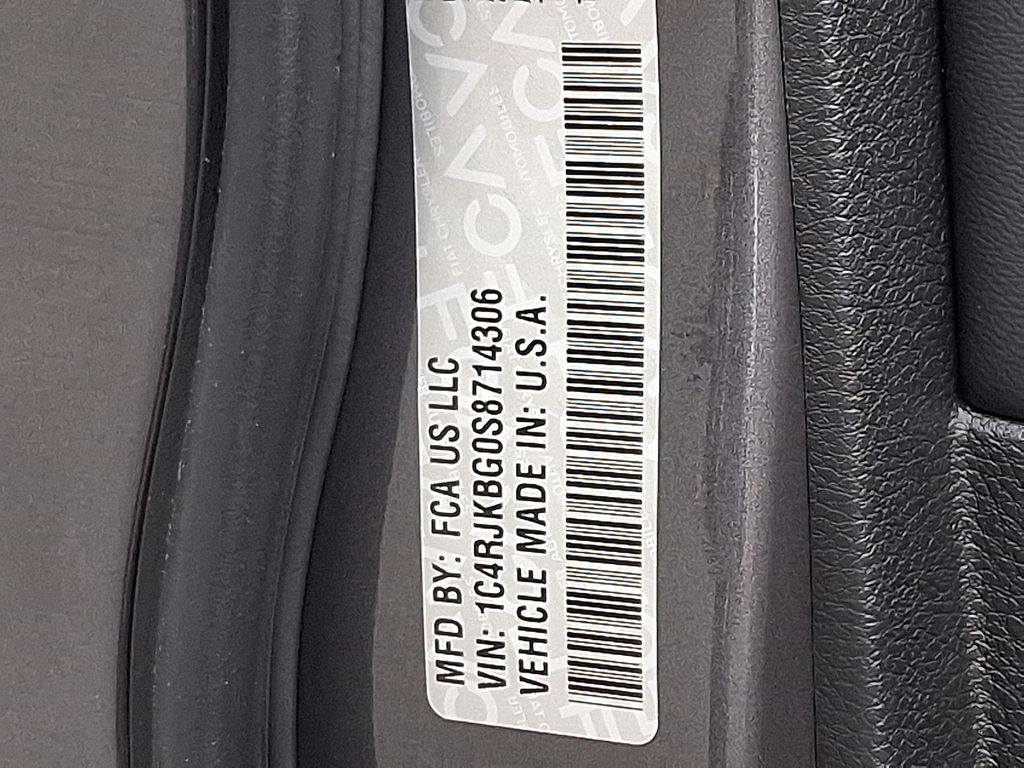 MFD BY: FCA US LLC
VIN: 1C4RJKBG0S8714306
VEHICLE MADE IN: U.S.A.